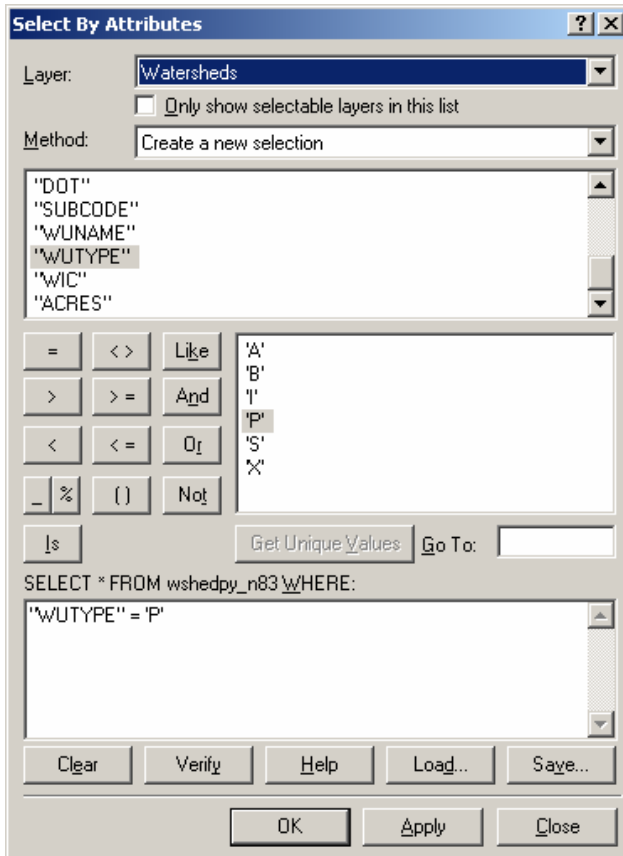 Select By Attributes ? X
Layer: Watersheds
Only show selectable layers in this list
Method: Create a new selection
"DOT"
"SUBCODE"
"WUNAME"
"WUTYPE"
"WIC"
"ACRES"
= < > Like
> > = And
< < = Or
_ % ( ) Not
Is
'A'
'B'
'I'
'P'
'S'
'X'
Get Unique Values Go To:
SELECT * FROM wshedpy_n83 WHERE:
"WUTYPE" = 'P'
Clear Verify Help Load... Save...
OK Apply Close